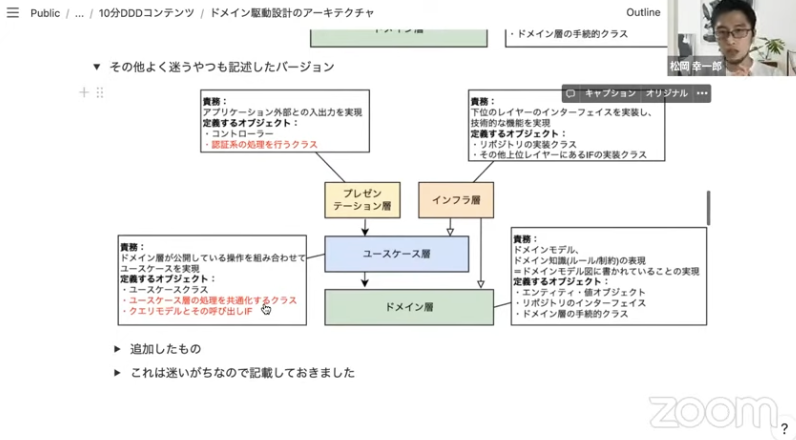 Public / ... / 10分DDDコンテンツ / ドメイン駆動設計のアーキテクチャ
Outline
松岡 幸一郎
ドメイン層
・ドメイン層の手続的クラス
▼ その他よく迷うやつも記述したバージョン
キャプション オリジナル
責務：
アプリケーション外部との入出力を実現
定義するオブジェクト：
・コントローラー
・認証系の処理を行うクラス
責務：
下位のレイヤーのインターフェイスを実装し、
技術的な機能を実現
定義するオブジェクト：
・リポジトリの実装クラス
・その他上位レイヤーにあるIFの実装クラス
プレゼン
テーション層
インフラ層
責務：
ドメイン層が公開している操作を組み合わせて
ユースケースを実現
定義するオブジェクト：
・ユースケースクラス
・ユースケース層の処理を共通化するクラス
・クエリモデルとその呼び出しIF
ユースケース層
ドメイン層
責務：
ドメインモデル、
ドメイン知識(ルール/制約)の表現
＝ドメインモデル図に書かれていることの実現
定義するオブジェクト：
・エンティティ・値オブジェクト
・リポジトリのインターフェイス
・ドメイン層の手続的クラス
▶ 追加したもの
▶ これは迷いがちなので記載しておきました
zoom
?